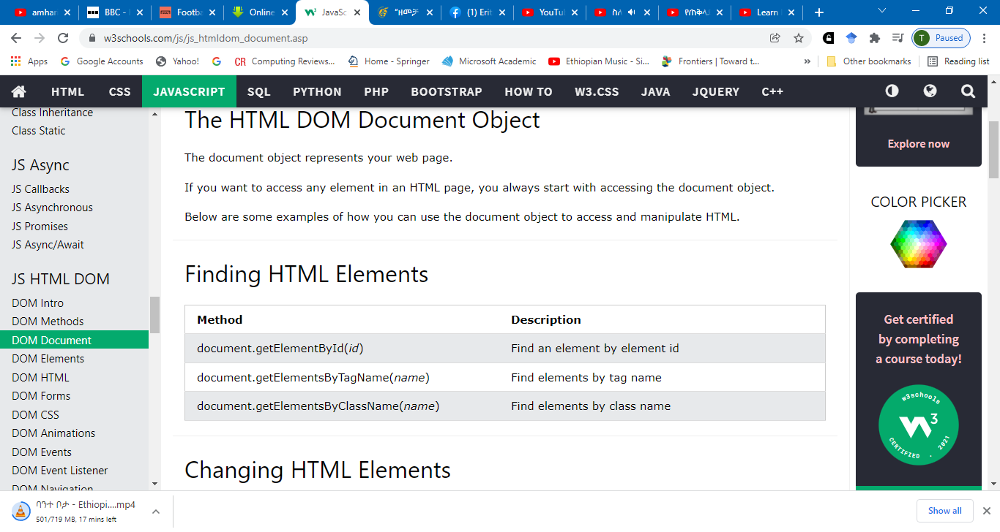 amhar
BBC -
Footba
Online
JavaSc
"ዘመቻ
(1) Erit
YouTu
ስለ
የጠቅላ
Learn
w3schools.com/js/js_htmldom_document.asp
T Paused
Apps
Google Accounts
Yahoo!
CR Computing Reviews...
Home - Springer
Microsoft Academic
Ethiopian Music - Si...
Frontiers | Toward t...
»
Other bookmarks
Reading list
HTML
CSS
JAVASCRIPT
SQL
PYTHON
PHP
BOOTSTRAP
HOW TO
W3.CSS
JAVA
JQUERY
C++
Class Inheritance
Class Static
JS Async
JS Callbacks
JS Asynchronous
JS Promises
JS Async/Await
JS HTML DOM
DOM Intro
DOM Methods
DOM Document
DOM Elements
DOM HTML
DOM Forms
DOM CSS
DOM Animations
DOM Events
DOM Event Listener
DOM Navigation
The HTML DOM Document Object
The document object represents your web page.
If you want to access any element in an HTML page, you always start with accessing the document object.
Below are some examples of how you can use the document object to access and manipulate HTML.
Finding HTML Elements
Method Description
document.getElementById(id) Find an element by element id
document.getElementsByTagName(name) Find elements by tag name
document.getElementsByClassName(name) Find elements by class name
Changing HTML Elements
Explore now
COLOR PICKER
Get certified
by completing
a course today!
w3schools
W3
CERTIFIED . 2021
በአንተ ቦታ - Ethiopi....mp4
501/719 MB, 17 mins left
Show all